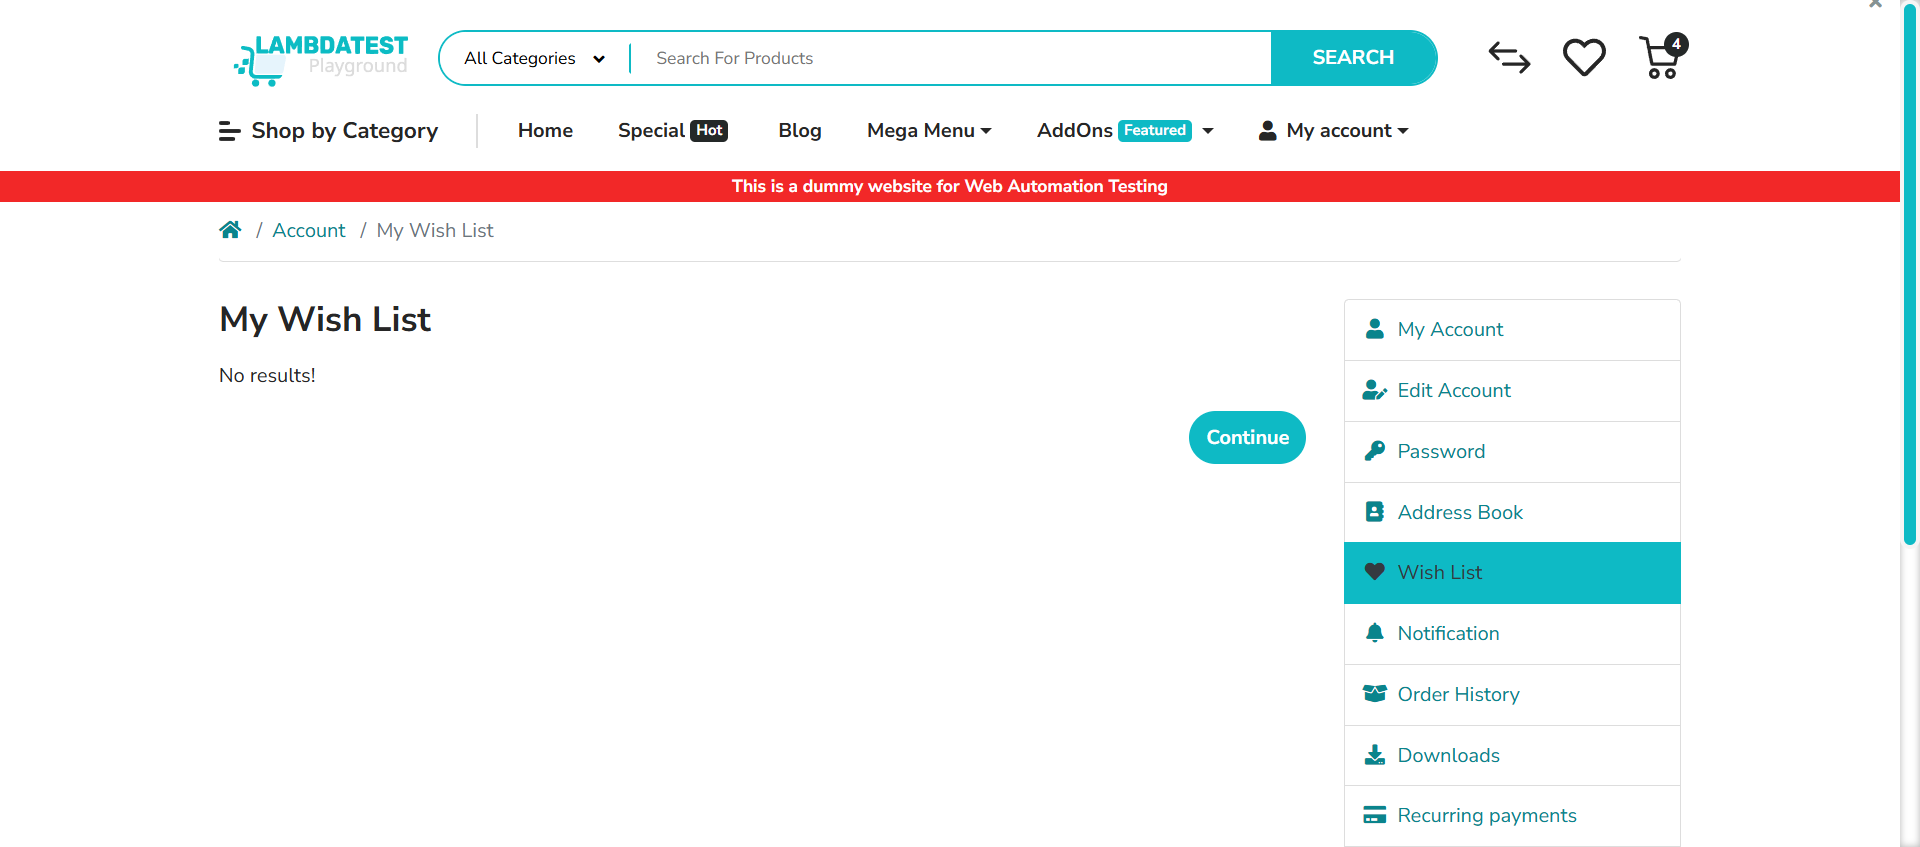 LAMBDATEST
Playground
All Categories
Search For Products
SEARCH
4
Shop by Category
Home
Special Hot
Blog
Mega Menu
AddOns Featured
My account
This is a dummy website for Web Automation Testing
/ Account / My Wish List
My Wish List
No results!
Continue
My Account
Edit Account
Password
Address Book
Wish List
Notification
Order History
Downloads
Recurring payments